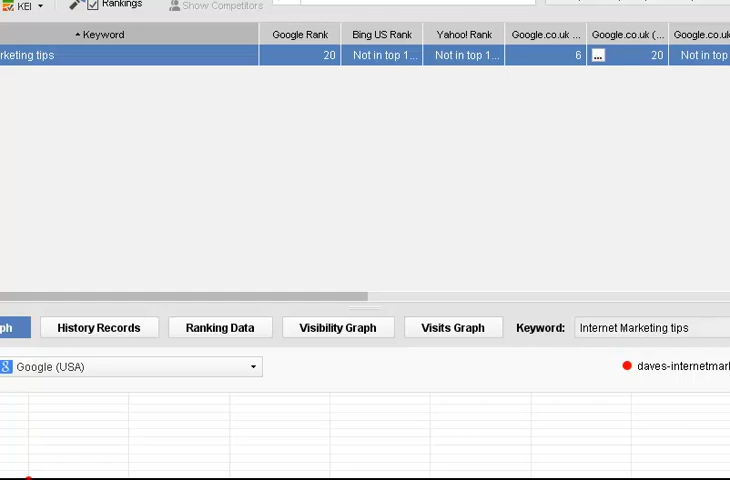 KEI Rankings Show Competitors
Keyword Google Rank Bing US Rank Yahoo! Rank Google.co.uk ... Google.co.uk (... Google.co.uk
rketing tips 20 Not in top 1... Not in top 1... 6 ... 20 Not in top
ph History Records Ranking Data Visibility Graph Visits Graph Keyword: Internet Marketing tips
8 Google (USA) daves-internetmark